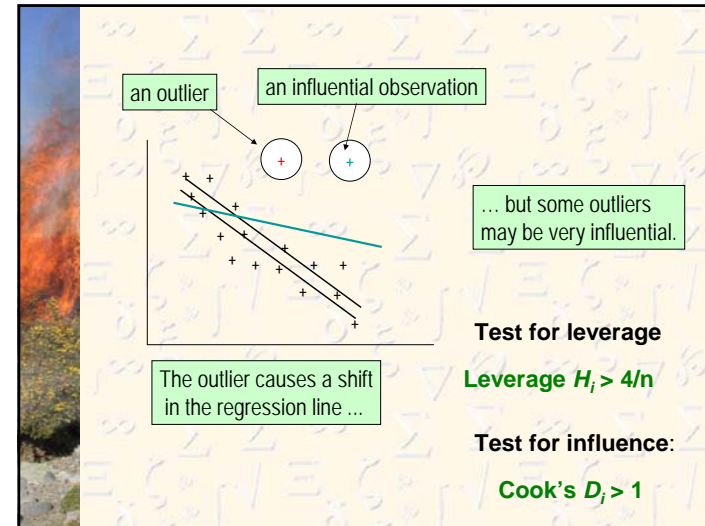 an outlier
an influential observation
… but some outliers
may be very influential.
Test for leverage
Leverage Hᵢ > 4/n
The outlier causes a shift
in the regression line ...
Test for influence:
Cook's Dᵢ > 1